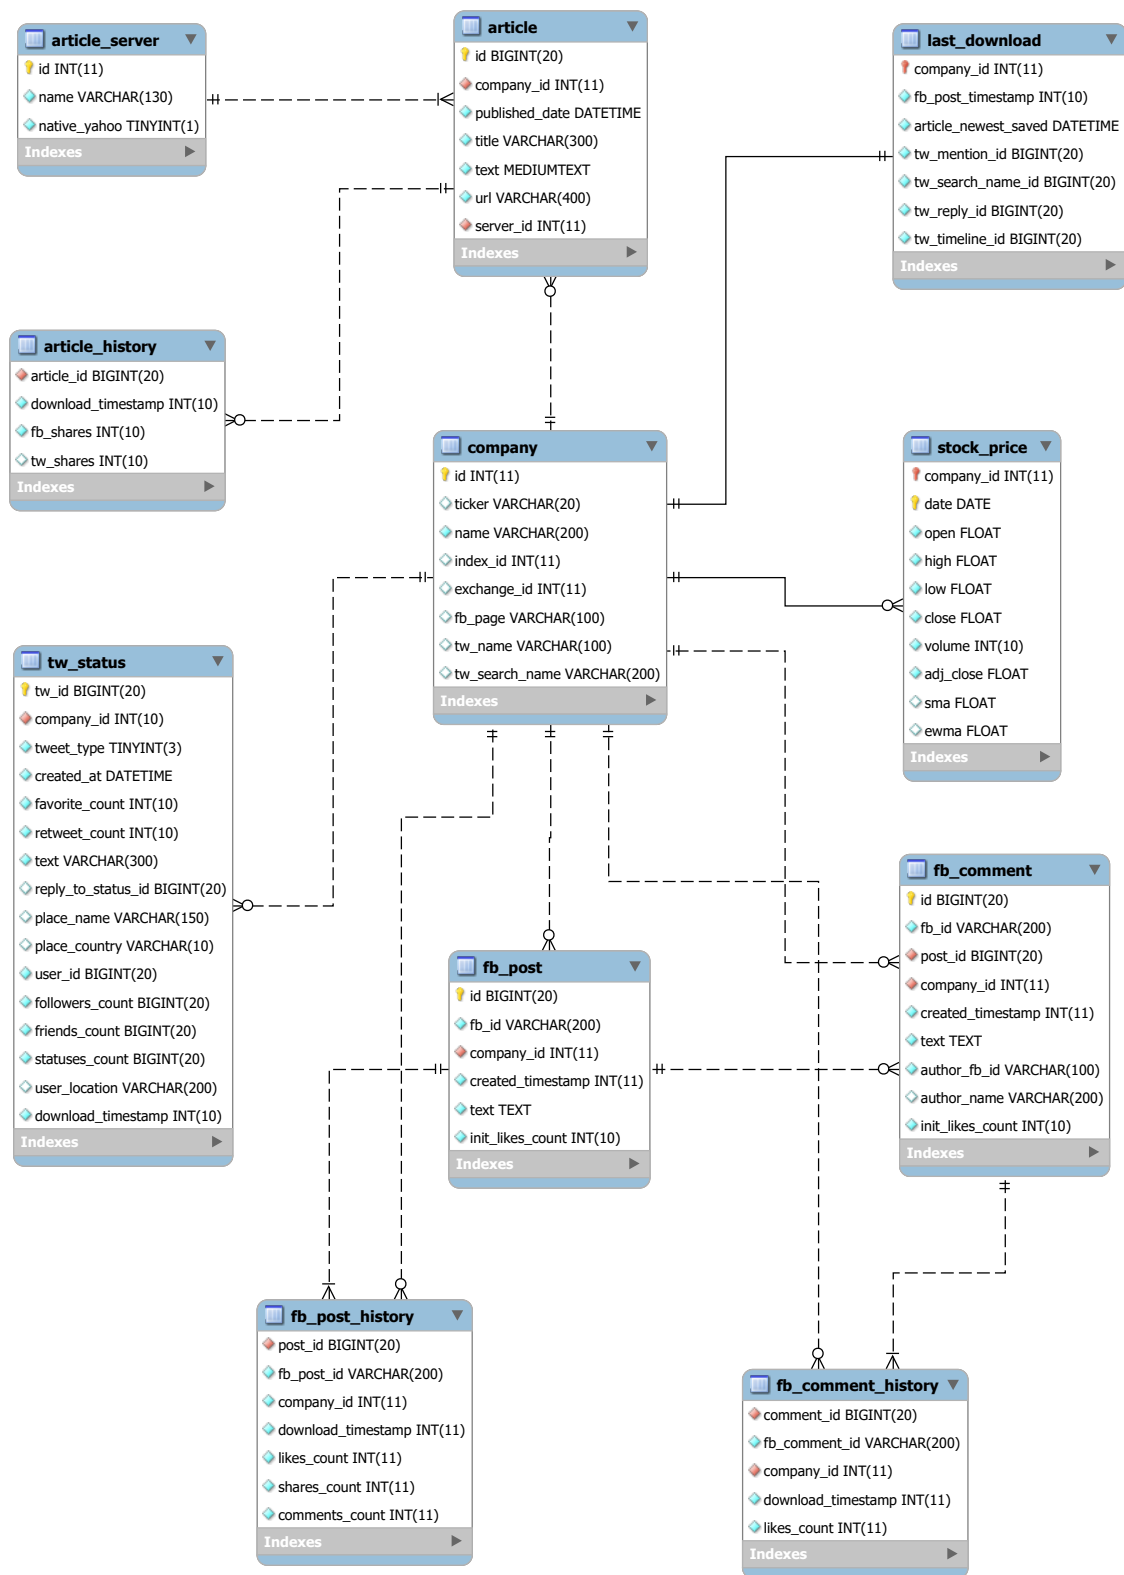 article_server
id INT(11)
name VARCHAR(130)
native_yahoo TINYINT(1)
Indexes
article
id BIGINT(20)
company_id INT(11)
published_date DATETIME
title VARCHAR(300)
text MEDIUMTEXT
url VARCHAR(400)
server_id INT(11)
Indexes
last_download
company_id INT(11)
fb_post_timestamp INT(10)
article_newest_saved DATETIME
tw_mention_id BIGINT(20)
tw_search_name_id BIGINT(20)
tw_reply_id BIGINT(20)
tw_timeline_id BIGINT(20)
Indexes
article_history
article_id BIGINT(20)
download_timestamp INT(10)
fb_shares INT(10)
tw_shares INT(10)
Indexes
company
id INT(11)
ticker VARCHAR(20)
name VARCHAR(200)
index_id INT(11)
exchange_id INT(11)
fb_page VARCHAR(100)
tw_name VARCHAR(100)
tw_search_name VARCHAR(200)
Indexes
stock_price
company_id INT(11)
date DATE
open FLOAT
high FLOAT
low FLOAT
close FLOAT
volume INT(10)
adj_close FLOAT
sma FLOAT
ewma FLOAT
Indexes
tw_status
tw_id BIGINT(20)
company_id INT(10)
tweet_type TINYINT(3)
created_at DATETIME
favorite_count INT(10)
retweet_count INT(10)
text VARCHAR(300)
reply_to_status_id BIGINT(20)
place_name VARCHAR(150)
place_country VARCHAR(10)
user_id BIGINT(20)
followers_count BIGINT(20)
friends_count BIGINT(20)
statuses_count BIGINT(20)
user_location VARCHAR(200)
download_timestamp INT(10)
Indexes
fb_post
id BIGINT(20)
fb_id VARCHAR(200)
company_id INT(11)
created_timestamp INT(11)
text TEXT
init_likes_count INT(10)
Indexes
fb_comment
id BIGINT(20)
fb_id VARCHAR(200)
post_id BIGINT(20)
company_id INT(11)
created_timestamp INT(11)
text TEXT
author_fb_id VARCHAR(100)
author_name VARCHAR(200)
init_likes_count INT(10)
Indexes
fb_post_history
post_id BIGINT(20)
fb_post_id VARCHAR(200)
company_id INT(11)
download_timestamp INT(11)
likes_count INT(11)
shares_count INT(11)
comments_count INT(11)
Indexes
fb_comment_history
comment_id BIGINT(20)
fb_comment_id VARCHAR(200)
company_id INT(11)
download_timestamp INT(11)
likes_count INT(11)
Indexes